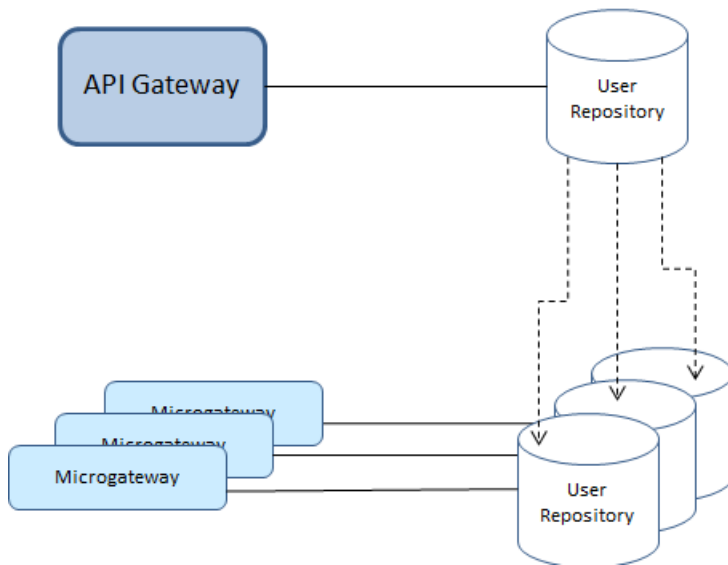 API Gateway
User
Repository
Microgateway
Microgateway
Microgateway
User
Repository